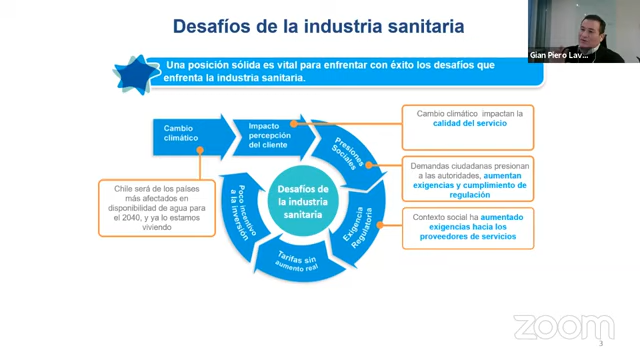 Desafíos de la industria sanitaria
Gian Piero Lav...
Una posición sólida es vital para enfrentar con éxito los desafíos que
enfrenta la industria sanitaria.
Cambio
climático
Impacto
percepción
del cliente
Presiones
Sociales
Exigencia
Regulatoria
Tarifas sin
aumento real
Poco incentivo
a la inversión
Desafíos de
la industria
sanitaria
Cambio climático impactan la
calidad del servicio
Demandas ciudadanas presionan
a las autoridades, aumentan
exigencias y cumplimiento de
regulación
Contexto social ha aumentado
exigencias hacia los
proveedores de servicios
Chile será de los países
más afectados en
disponibilidad de agua para
el 2040, y ya lo estamos
viviendo
zoom
3